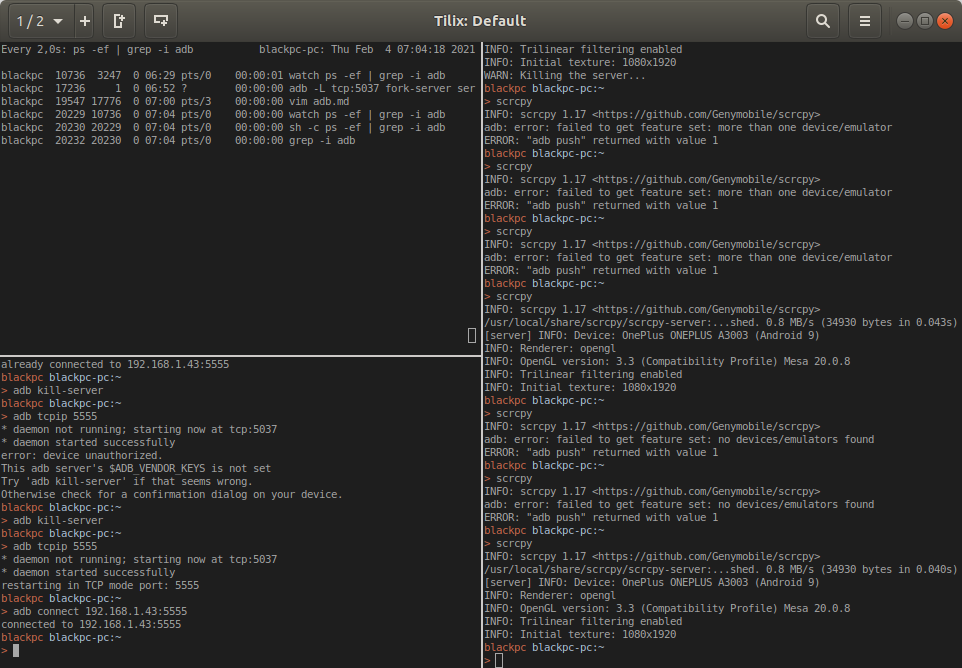 1 / 2
Tilix: Default
Every 2,0s: ps -ef | grep -i adb blackpc-pc: Thu Feb  4 07:04:18 2021
blackpc  10736  3247  0 06:29 pts/0    00:00:01 watch ps -ef | grep -i adb
blackpc  17236     1  0 06:52 ?        00:00:00 adb -L tcp:5037 fork-server ser
blackpc  19547 17776  0 07:00 pts/3    00:00:00 vim adb.md
blackpc  20229 10736  0 07:04 pts/0    00:00:00 watch ps -ef | grep -i adb
blackpc  20230 20229  0 07:04 pts/0    00:00:00 sh -c ps -ef | grep -i adb
blackpc  20232 20230  0 07:04 pts/0    00:00:00 grep -i adb
already connected to 192.168.1.43:5555
blackpc blackpc-pc:~
> adb kill-server
blackpc blackpc-pc:~
> adb tcpip 5555
* daemon not running; starting now at tcp:5037
* daemon started successfully
error: device unauthorized.
This adb server's $ADB_VENDOR_KEYS is not set
Try 'adb kill-server' if that seems wrong.
Otherwise check for a confirmation dialog on your device.
blackpc blackpc-pc:~
> adb kill-server
blackpc blackpc-pc:~
> adb tcpip 5555
* daemon not running; starting now at tcp:5037
* daemon started successfully
restarting in TCP mode port: 5555
blackpc blackpc-pc:~
> adb connect 192.168.1.43:5555
connected to 192.168.1.43:5555
blackpc blackpc-pc:~
>
INFO: Trilinear filtering enabled
INFO: Initial texture: 1080x1920
WARN: Killing the server...
blackpc blackpc-pc:~
> scrcpy
INFO: scrcpy 1.17 <https://github.com/Genymobile/scrcpy>
adb: error: failed to get feature set: more than one device/emulator
ERROR: "adb push" returned with value 1
blackpc blackpc-pc:~
> scrcpy
INFO: scrcpy 1.17 <https://github.com/Genymobile/scrcpy>
adb: error: failed to get feature set: more than one device/emulator
ERROR: "adb push" returned with value 1
blackpc blackpc-pc:~
> scrcpy
INFO: scrcpy 1.17 <https://github.com/Genymobile/scrcpy>
adb: error: failed to get feature set: more than one device/emulator
ERROR: "adb push" returned with value 1
blackpc blackpc-pc:~
> scrcpy
INFO: scrcpy 1.17 <https://github.com/Genymobile/scrcpy>
/usr/local/share/scrcpy/scrcpy-server:...shed. 0.8 MB/s (34930 bytes in 0.043s)
[server] INFO: Device: OnePlus ONEPLUS A3003 (Android 9)
INFO: Renderer: opengl
INFO: OpenGL version: 3.3 (Compatibility Profile) Mesa 20.0.8
INFO: Trilinear filtering enabled
INFO: Initial texture: 1080x1920
blackpc blackpc-pc:~
> scrcpy
INFO: scrcpy 1.17 <https://github.com/Genymobile/scrcpy>
adb: error: failed to get feature set: no devices/emulators found
ERROR: "adb push" returned with value 1
blackpc blackpc-pc:~
> scrcpy
INFO: scrcpy 1.17 <https://github.com/Genymobile/scrcpy>
adb: error: failed to get feature set: no devices/emulators found
ERROR: "adb push" returned with value 1
blackpc blackpc-pc:~
> scrcpy
INFO: scrcpy 1.17 <https://github.com/Genymobile/scrcpy>
/usr/local/share/scrcpy/scrcpy-server:...shed. 0.8 MB/s (34930 bytes in 0.040s)
[server] INFO: Device: OnePlus ONEPLUS A3003 (Android 9)
INFO: Renderer: opengl
INFO: OpenGL version: 3.3 (Compatibility Profile) Mesa 20.0.8
INFO: Trilinear filtering enabled
INFO: Initial texture: 1080x1920
blackpc blackpc-pc:~
>